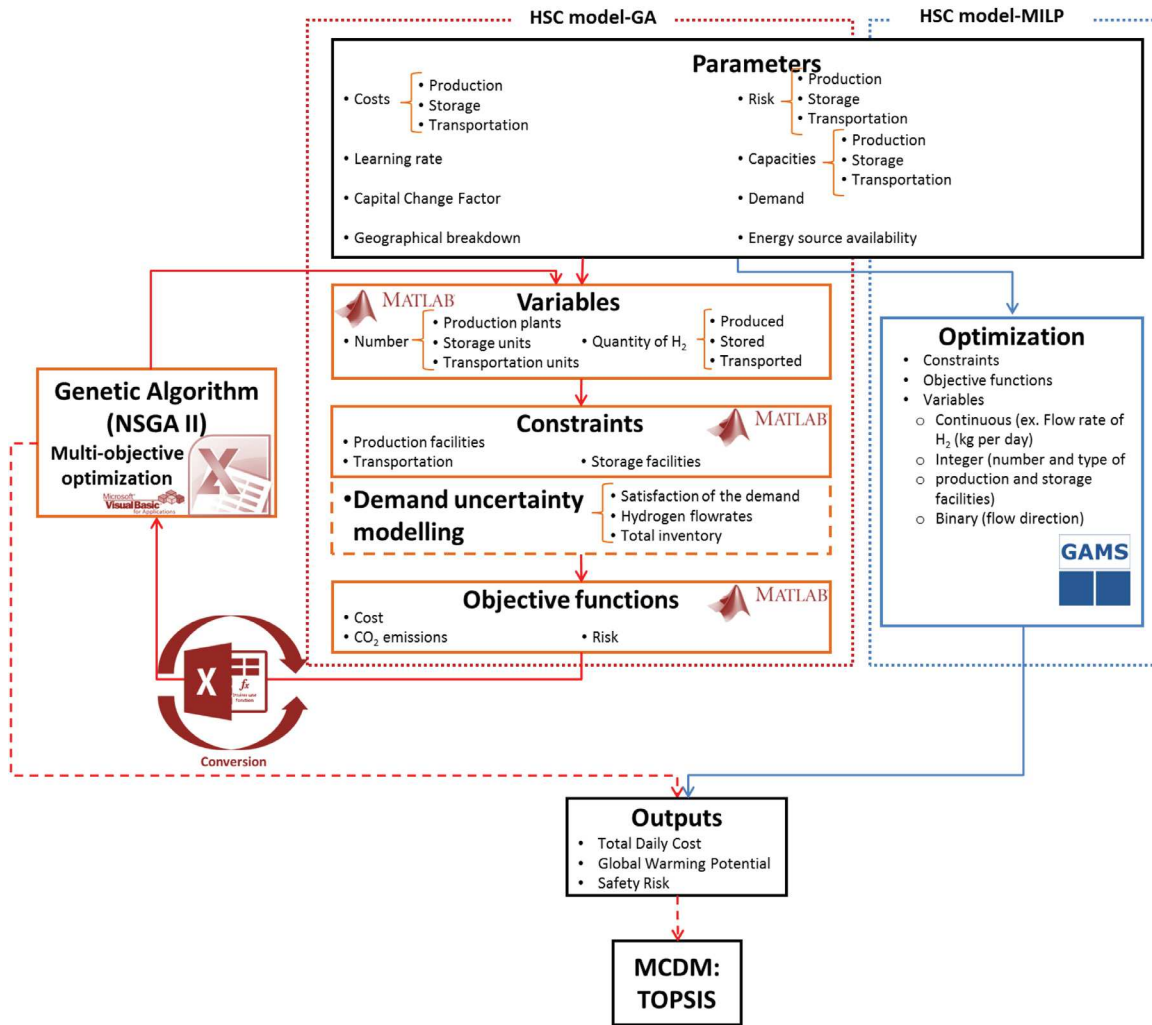 HSC model-GA
HSC model-MILP
Parameters
• Costs
• Production
• Storage
• Transportation
• Risk
• Production
• Storage
• Transportation
• Learning rate
• Capacities
• Production
• Storage
• Transportation
• Capital Change Factor
• Demand
• Geographical breakdown
• Energy source availability
MATLAB
Variables
• Number
• Production plants
• Storage units
• Transportation units
• Quantity of H2
• Produced
• Stored
• Transported
Optimization
• Constraints
• Objective functions
• Variables
o Continuous (ex. Flow rate of
H2 (kg per day)
o Integer (number and type of
o production and storage
facilities)
o Binary (flow direction)
GAMS
Genetic Algorithm
(NSGA II)
Multi-objective
optimization
X
Microsoft
Visual Basic
for Applications
Constraints
MATLAB
• Production facilities
• Transportation
• Storage facilities
•Demand uncertainty
modelling
• Satisfaction of the demand
• Hydrogen flowrates
• Total inventory
Objective functions
MATLAB
• Cost
• CO2 emissions
• Risk
X
fx
Conversion
Outputs
• Total Daily Cost
• Global Warming Potential
• Safety Risk
MCDM:
TOPSIS